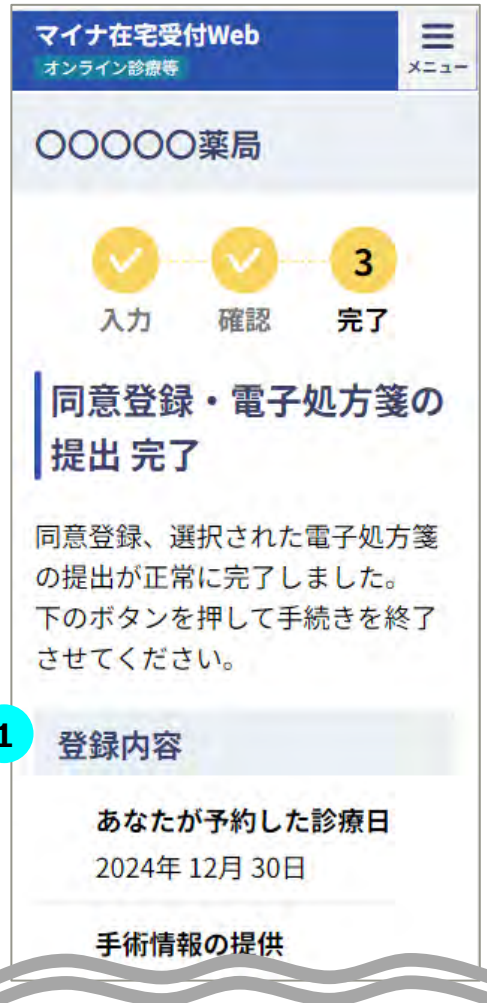 マイナ在宅受付Web
オンライン診療等
メニュー
〇〇〇〇〇薬局
3
入力
確認
完了
同意登録・電子処方箋の
提出 完了
同意登録、選択された電子処方箋
の提出が正常に完了しました。
下のボタンを押して手続きを終了
させてください。
1
登録内容
あなたが予約した診療日
2024年 12月 30日
手術情報の提供